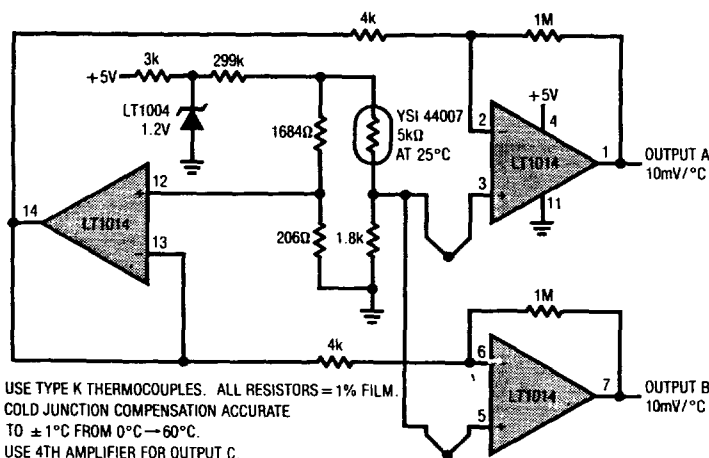 4k
1M
3k
299k
+5V
+5V
LT1004
1.2V
1684Ω
YSI 44007
5kΩ
AT 25°C
2
4
−
LT1014
1
OUTPUT A
10mV/°C
3
+
11
12
+
14
LT1014
13
−
206Ω
1.8k
1M
4k
6
−
LT1014
7
OUTPUT B
10mV/°C
5
+
USE TYPE K THERMOCOUPLES. ALL RESISTORS = 1% FILM.
COLD JUNCTION COMPENSATION ACCURATE
TO ± 1°C FROM 0°C → 60°C.
USE 4TH AMPLIFIER FOR OUTPUT C